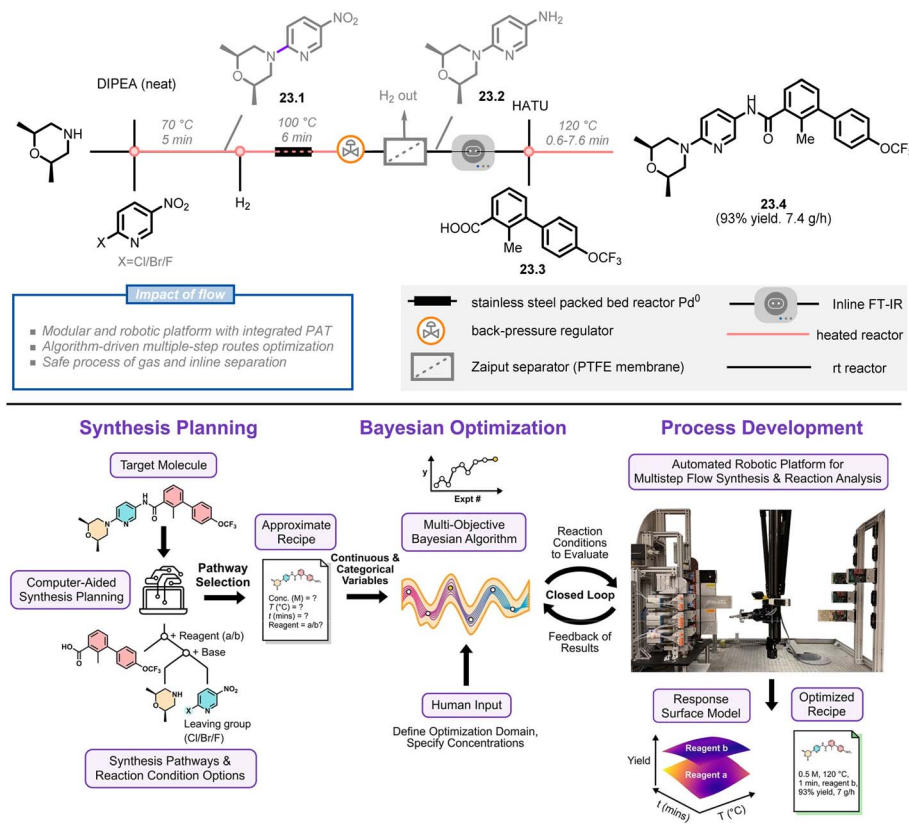 NO₂
N
N
O
23.1
NH₂
N
N
O
23.2
DIPEA (neat)
H₂ out
HATU
NH
O
70 °C
5 min
100 °C
6 min
120 °C
0.6-7.6 min
NO₂
X
N
X=Cl/Br/F
H₂
HOOC
Me
OCF₃
23.3
H
N
O
Me
N
N
O
OCF₃
23.4
(93% yield. 7.4 g/h)
Impact of flow
Modular and robotic platform with integrated PAT
Algorithm-driven multiple-step routes optimization
Safe process of gas and inline separation
stainless steel packed bed reactor Pd⁰
back-pressure regulator
Zaiput separator (PTFE membrane)
Inline FT-IR
heated reactor
rt reactor
Synthesis Planning
Target Molecule
H
N
O
N
N
O
OCF₃
Computer-Aided
Synthesis Planning
Pathway
Selection
+ Reagent (a/b)
+ Base
HO
O
OCF₃
NH
O
NO₂
X
N
Leaving group
(Cl/Br/F)
Synthesis Pathways &
Reaction Condition Options
Approximate
Recipe
Conc. (M) = ?
T (°C) = ?
t (mins) = ?
Reagent = a/b?
Continuous &
Categorical
Variables
Bayesian Optimization
y
Expt #
Multi-Objective
Bayesian Algorithm
Human Input
Define Optimization Domain,
Specify Concentrations
Reaction
Conditions
to Evaluate
Closed Loop
Feedback of
Results
Process Development
Automated Robotic Platform for
Multistep Flow Synthesis & Reaction Analysis
Response
Surface Model
Yield
Reagent b
Reagent a
t (mins)
T (°C)
Optimized
Recipe
0.5 M, 120 °C,
1 min, reagent b,
93% yield, 7 g/h